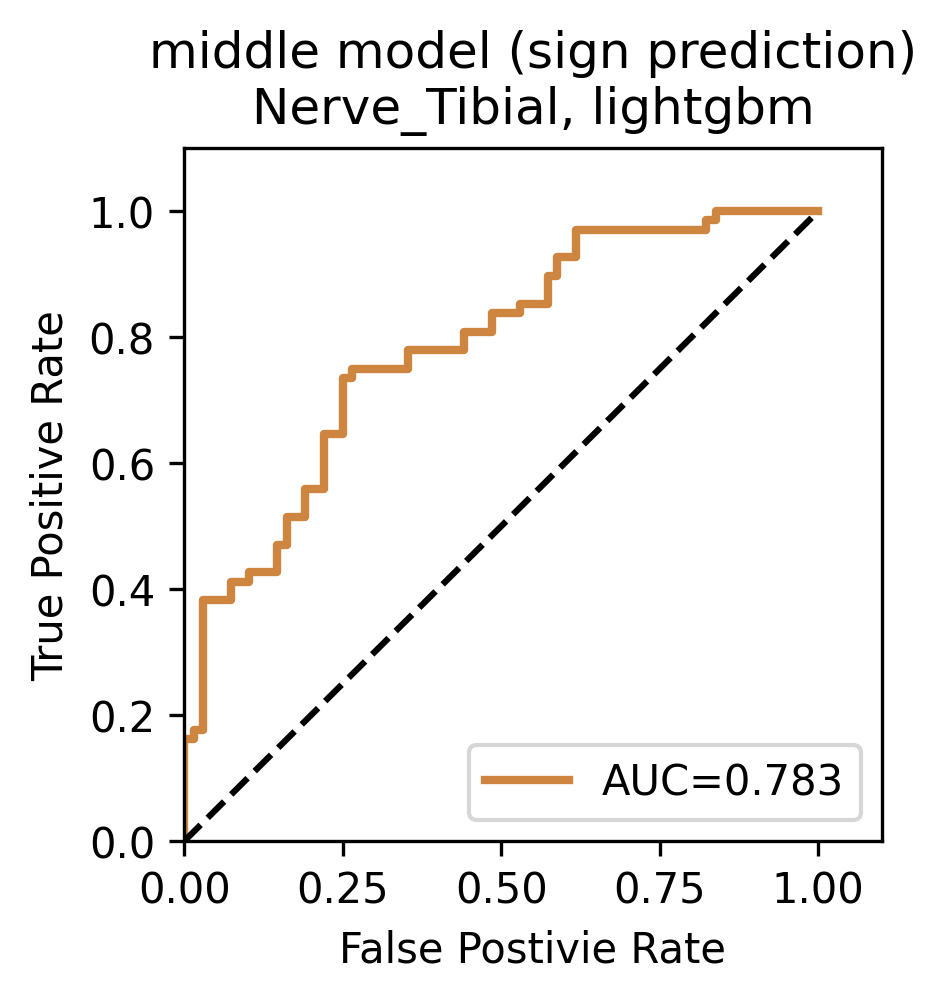 middle model (sign prediction)
Nerve_Tibial, lightgbm
True Positive Rate
1.0
0.8
0.6
0.4
0.2
0.0
AUC=0.783
0.00 0.25 0.50 0.75 1.00
False Postivie Rate